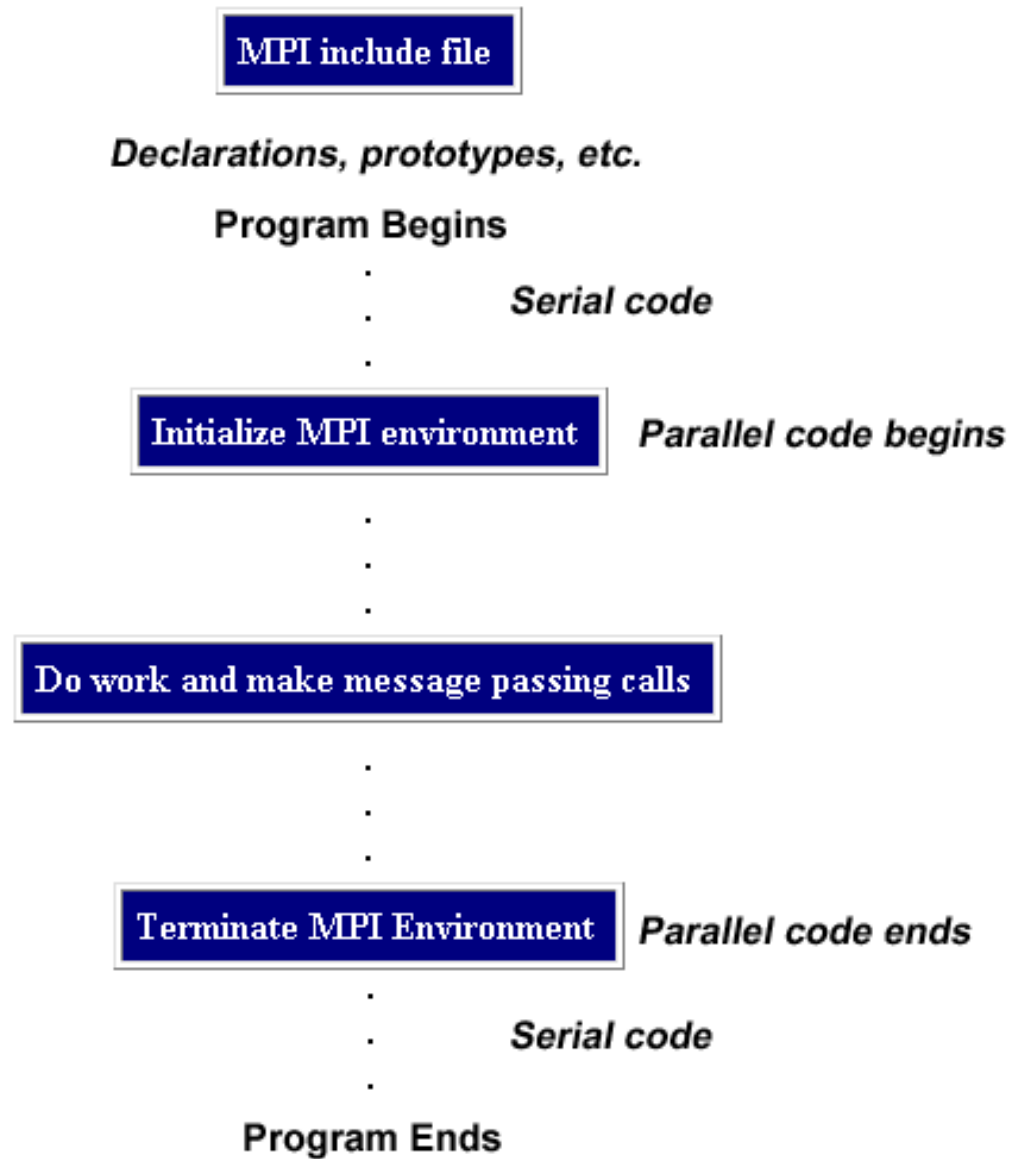 MPI include file
Declarations, prototypes, etc.
Program Begins
.
Serial code
.
.
Initialize MPI environment
Parallel code begins
.
.
.
Do work and make message passing calls
.
.
.
Terminate MPI Environment
Parallel code ends
.
.
Serial code
.
Program Ends